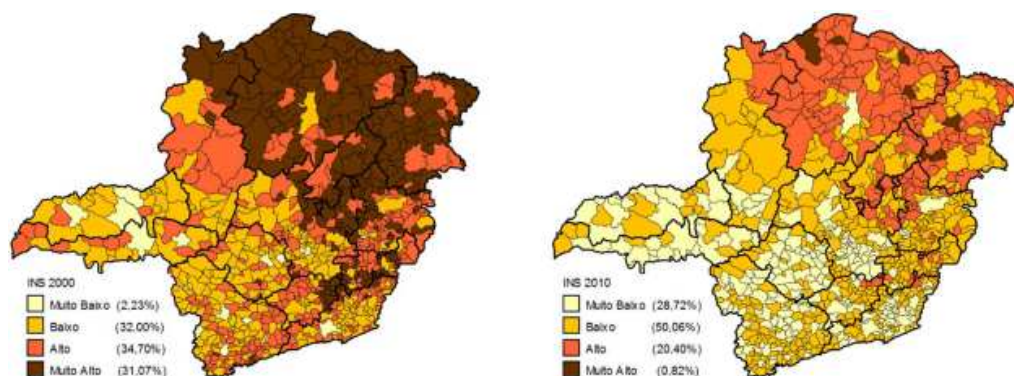 INS 2000
Muito Baixo (2,23%)
Baixo (32,00%)
Alto (34,70%)
Muito Alto (31,07%)
INS 2010
Muito Baixo (28,72%)
Baixo (50,06%)
Alto (20,40%)
Muito Alto (0,82%)